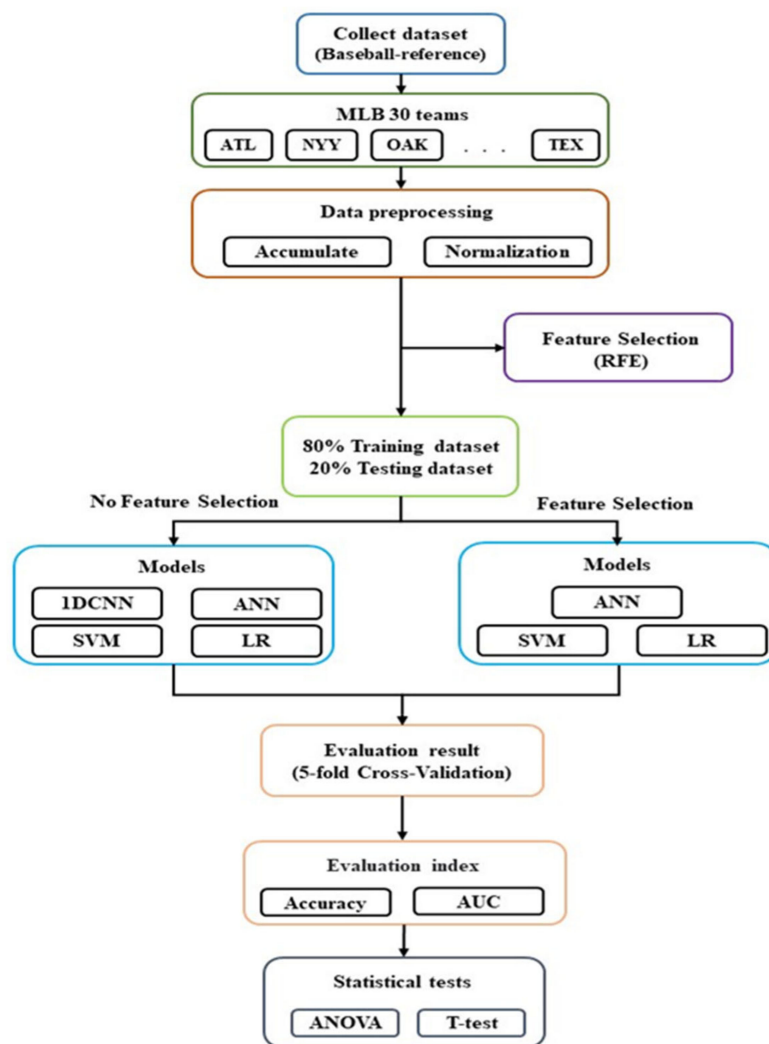 Collect dataset
(Baseball-reference)
MLB 30 teams
ATL NYY OAK . . . TEX
Data preprocessing
Accumulate Normalization
Feature Selection
(RFE)
80% Training dataset
20% Testing dataset
No Feature Selection Feature Selection
Models
1DCNN ANN
SVM LR
Models
ANN
SVM LR
Evaluation result
(5-fold Cross-Validation)
Evaluation index
Accuracy AUC
Statistical tests
ANOVA T-test